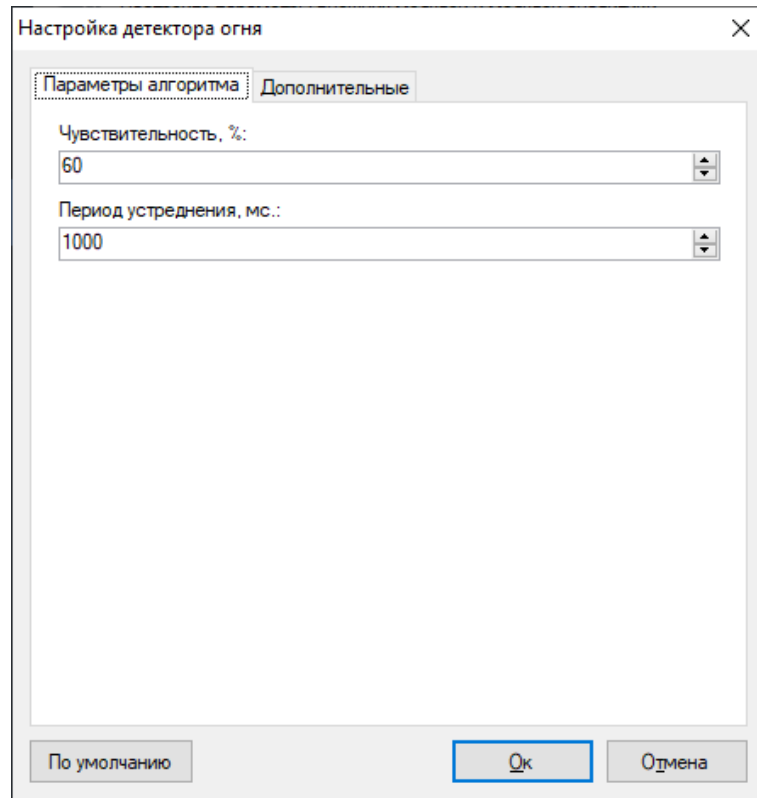 Настройка детектора огня
Параметры алгоритма Дополнительные
Чувствительность, %:
60
Период устреднения, мс.:
1000
По умолчанию Ок Отмена